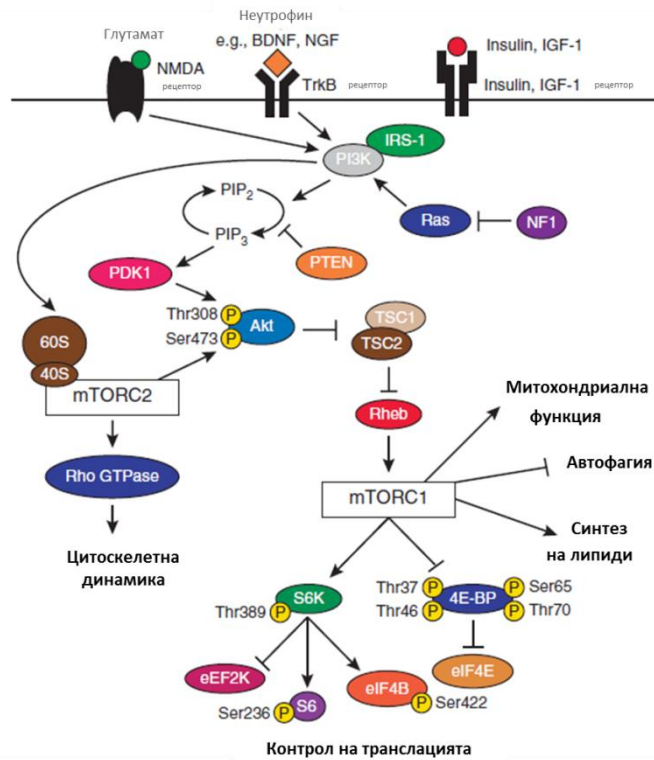 Глутамат
Неутрофин
e.g., BDNF, NGF
Insulin, IGF-1
NMDA
рецептор
TrkB рецептор
Insulin, IGF-1 рецептор
IRS-1
PI3K
PIP2
Ras
NF1
PIP3
PTEN
PDK1
Thr308 P
Akt
Ser473 P
TSC1
TSC2
60S
40S
mTORC2
Rheb
Митохондриална
функция
Rho GTPase
mTORC1
Автофагия
Синтез
на липиди
Цитоскелетна
динамика
S6K
Thr389 P
Thr37 P
4E-BP
P Ser65
Thr46 P
P Thr70
eEF2K
eIF4B
eIF4E
Ser236 P
S6
P Ser422
Контрол на транслацията